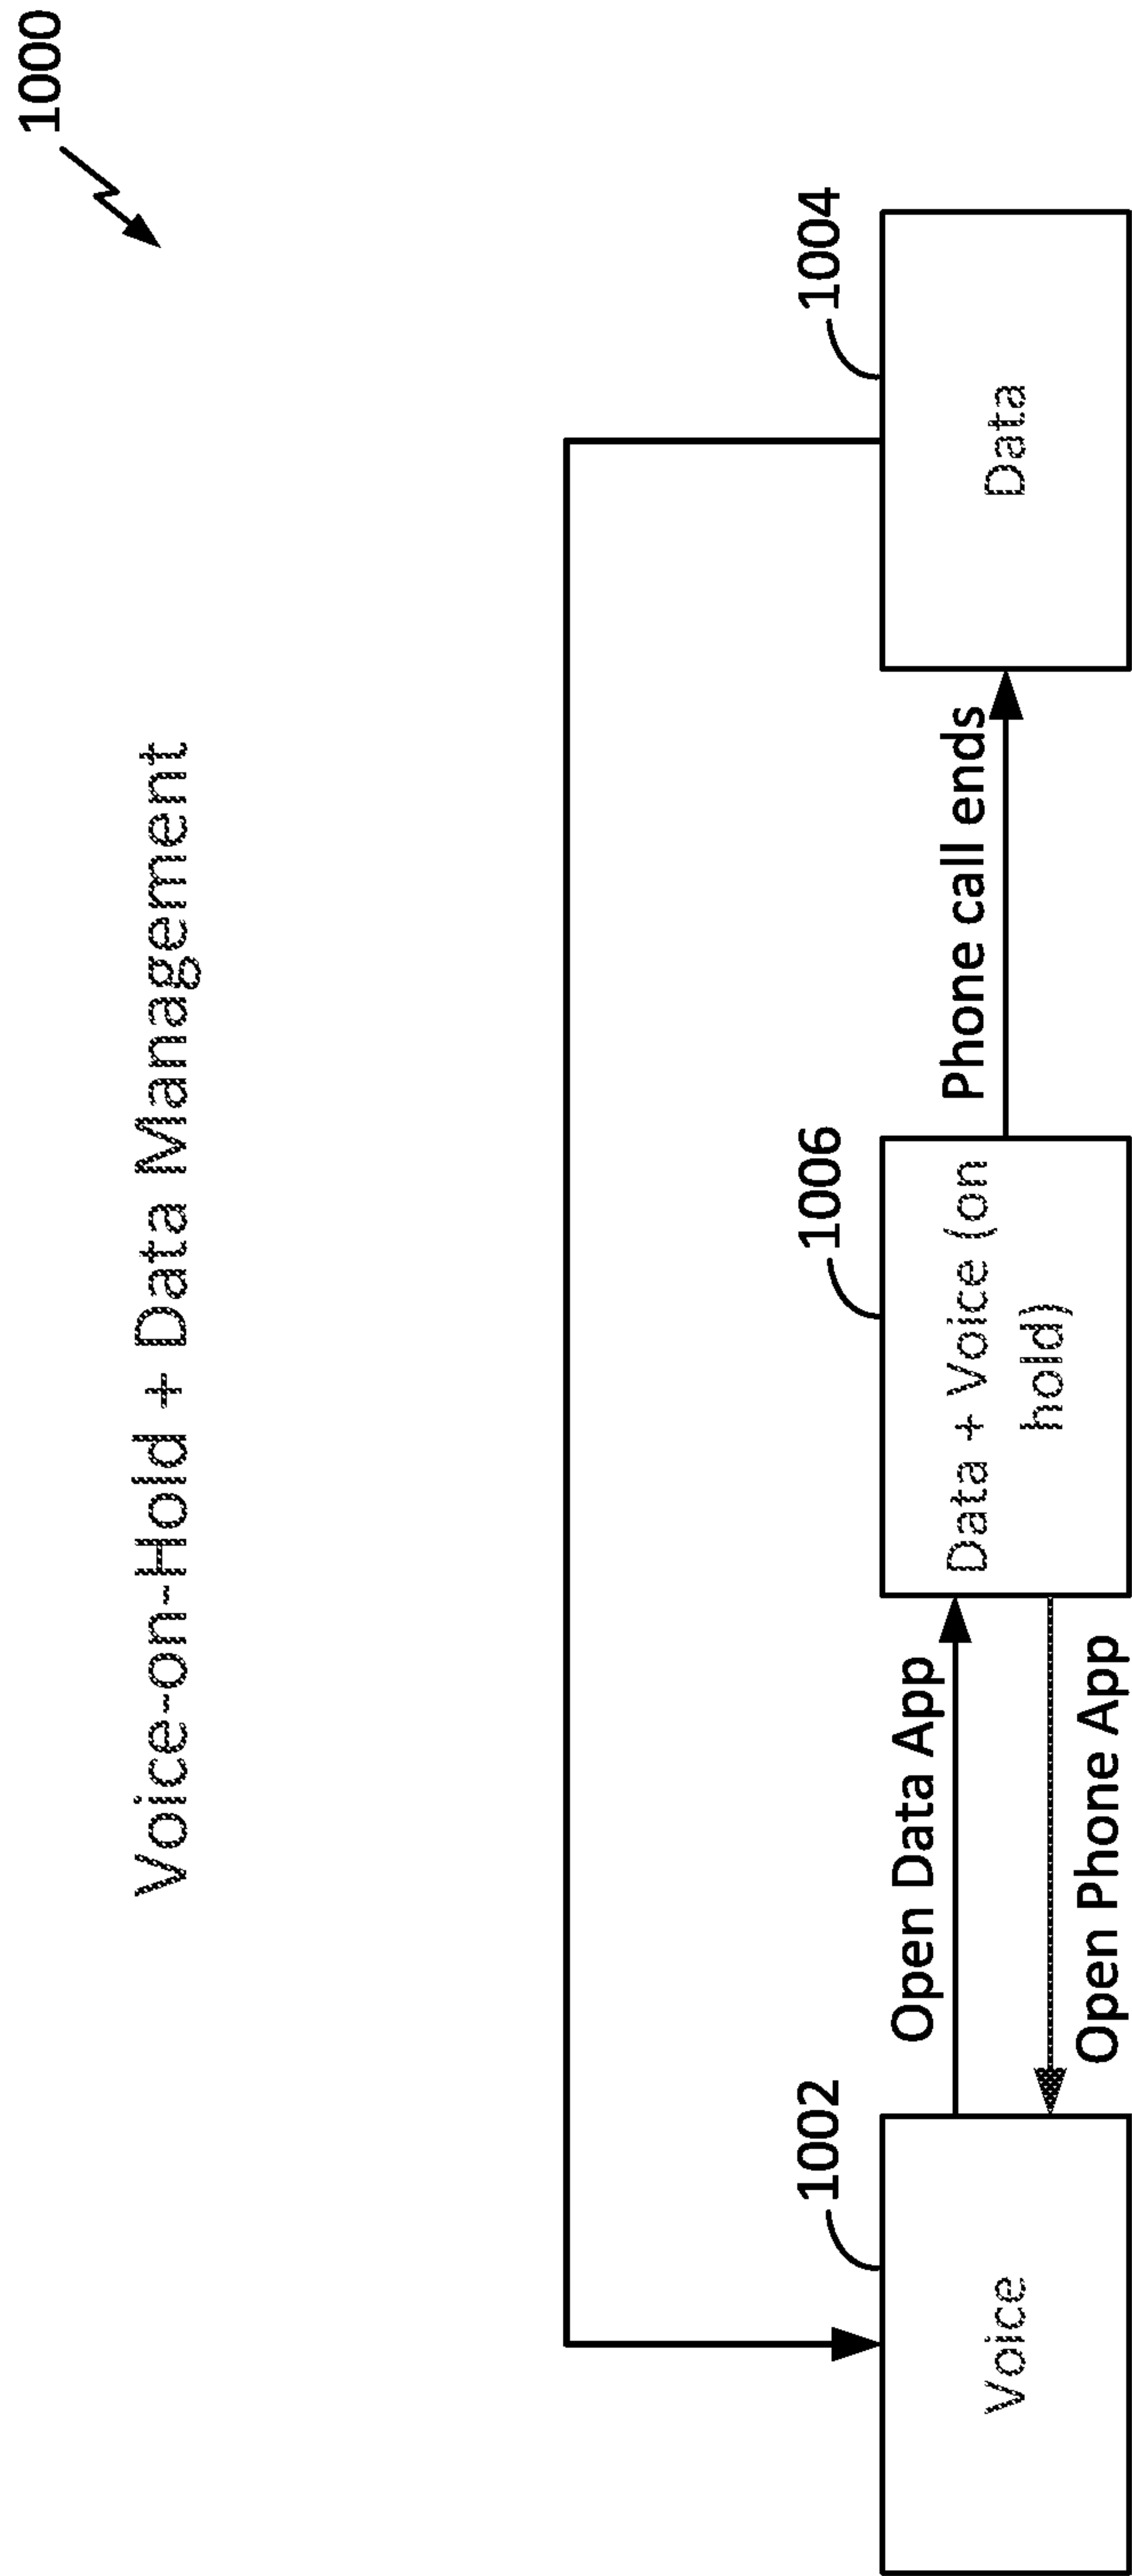 1000
Voice-on-Hold + Data Management
1002
1006
1004
Voice
Open Data App
Open Phone App
Data + Voice (on
hold)
Phone call ends
Data